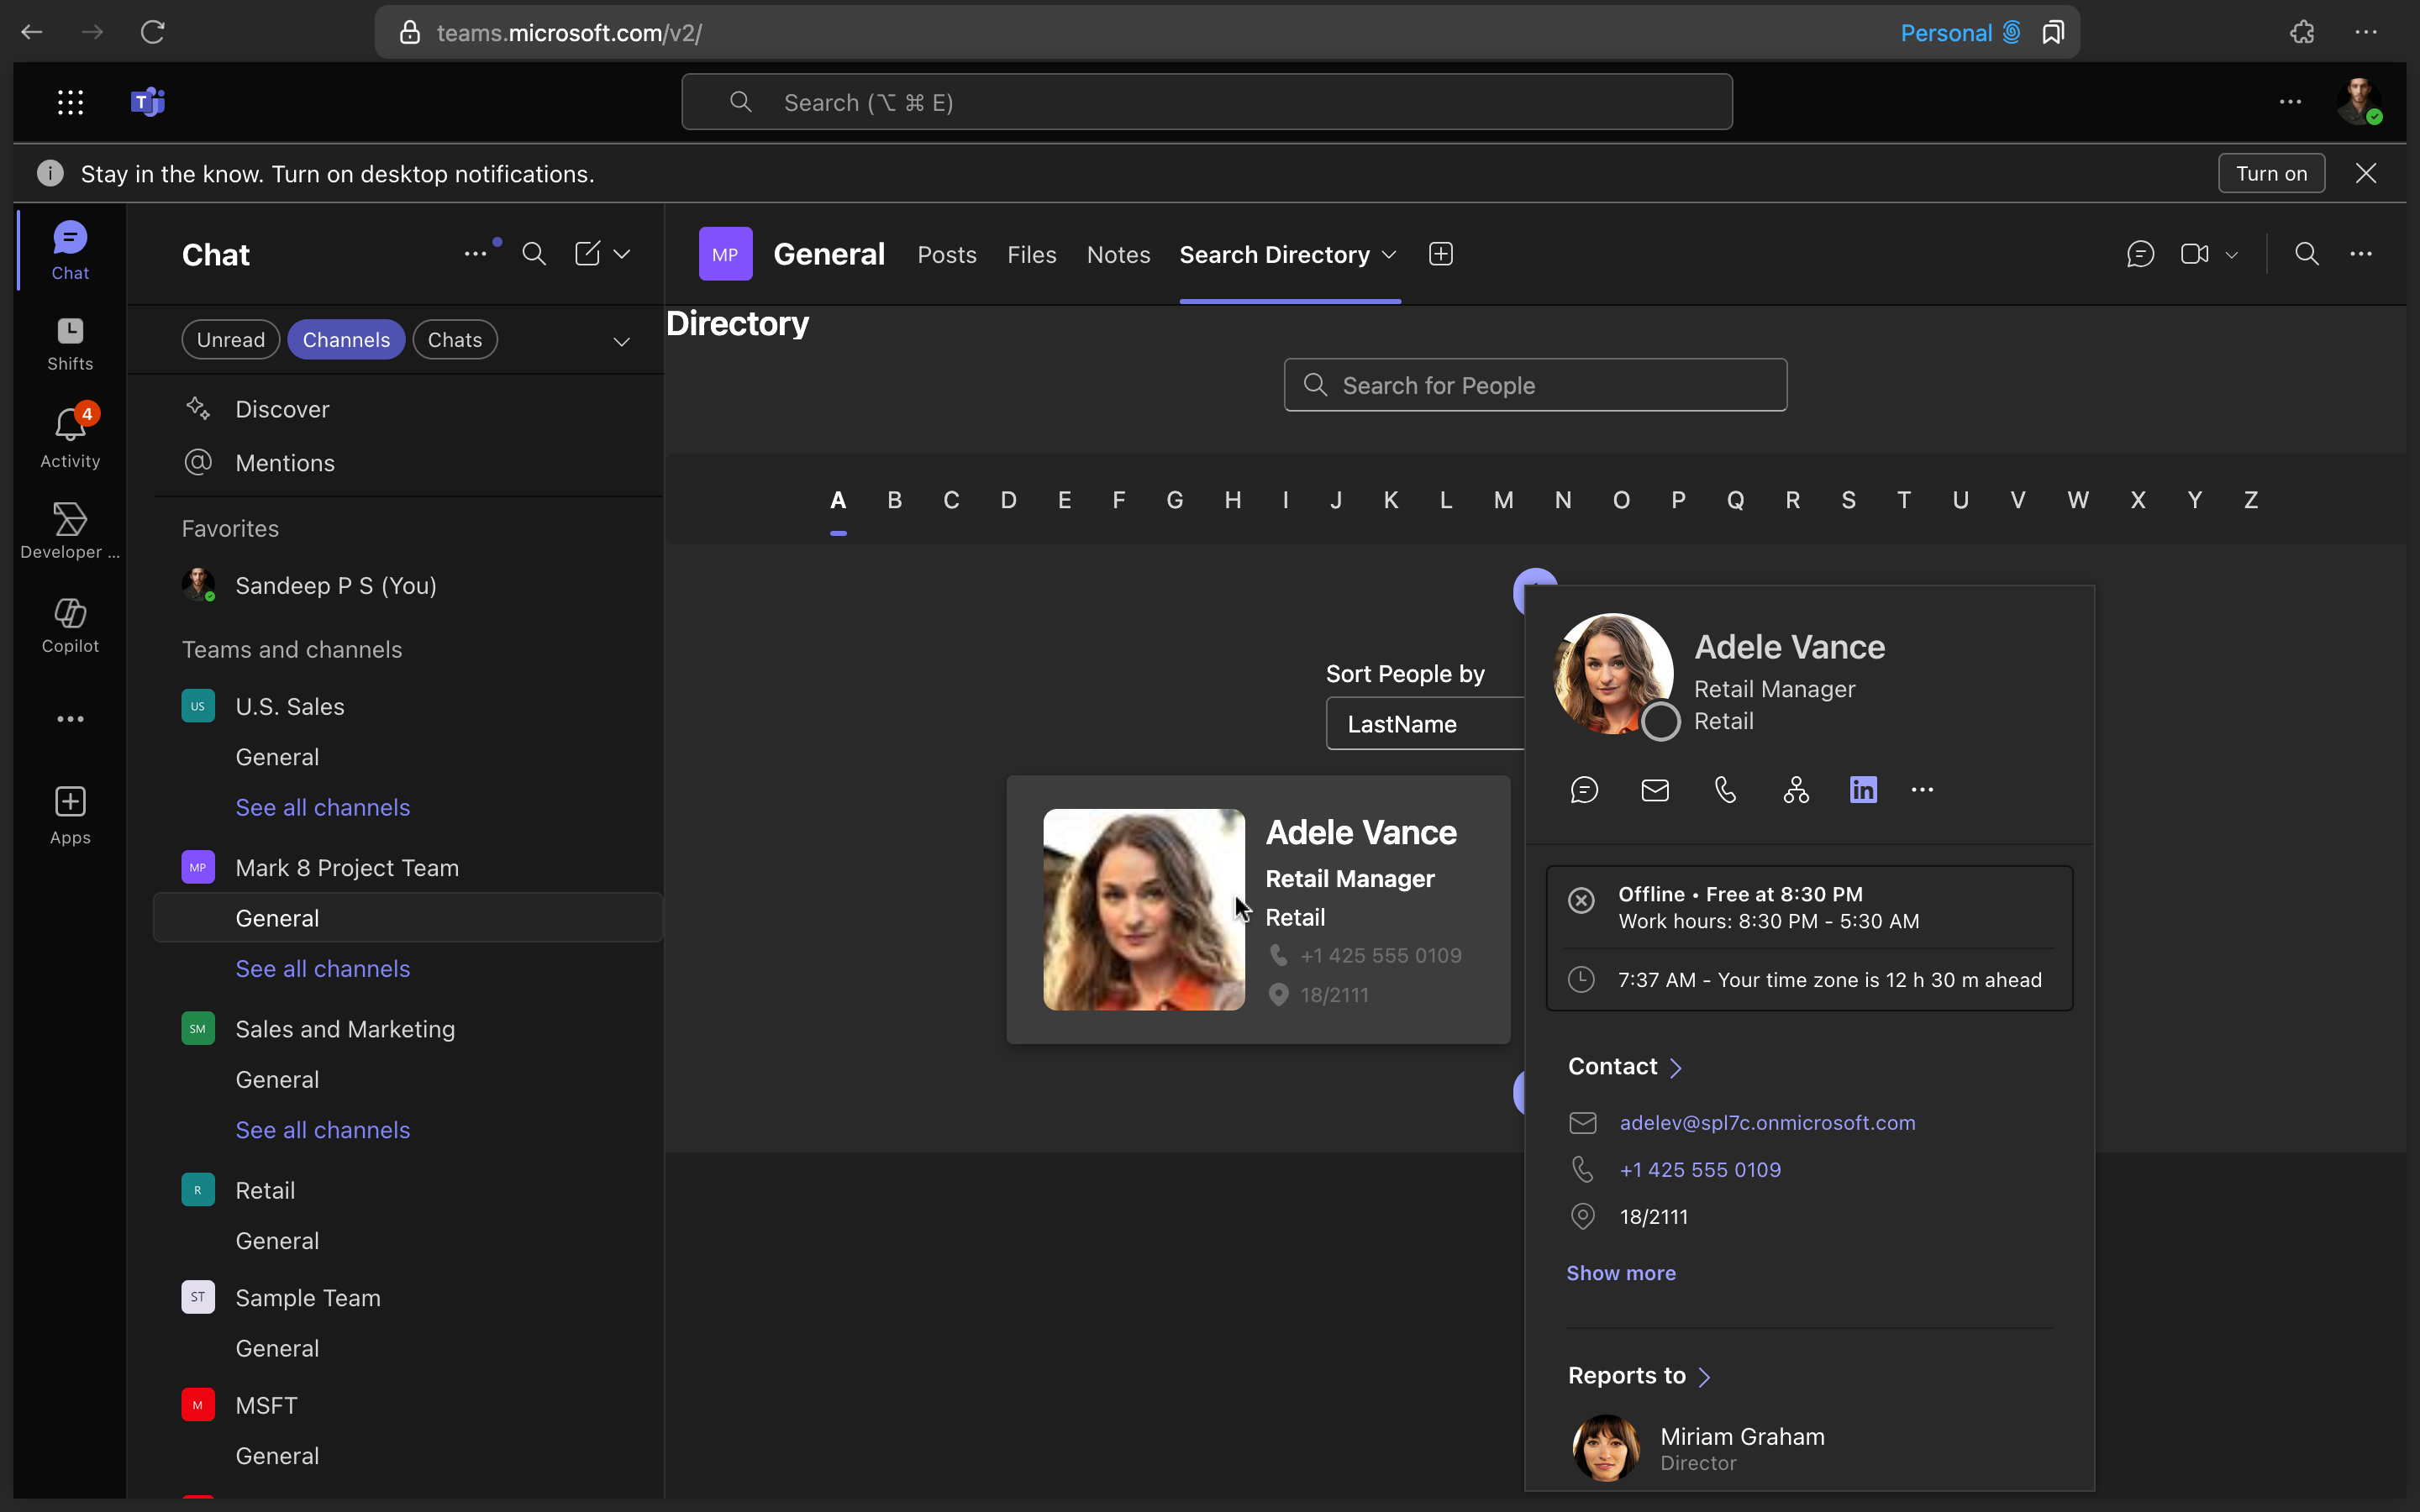 teams.microsoft.com/v2/
Personal
Search (⌥ ⌘ E)
Stay in the know. Turn on desktop notifications.
Turn on
Chat
Shifts
4
Activity
Developer ...
Copilot
Apps
Chat
Unread
Channels
Chats
Discover
Mentions
Favorites
Sandeep P S (You)
Teams and channels
US
U.S. Sales
General
See all channels
MP
Mark 8 Project Team
General
See all channels
SM
Sales and Marketing
General
See all channels
R
Retail
General
ST
Sample Team
General
M
MSFT
General
MP
General
Posts
Files
Notes
Search Directory
Directory
Search for People
A B C D E F G H I J K L M N O P Q R S T U V W X Y Z
Sort People by
LastName
Adele Vance
Retail Manager
Retail
+1 425 555 0109
18/2111
Adele Vance
Retail Manager
Retail
in
Offline • Free at 8:30 PM
Work hours: 8:30 PM - 5:30 AM
7:37 AM - Your time zone is 12 h 30 m ahead
Contact
adelev@spl7c.onmicrosoft.com
+1 425 555 0109
18/2111
Show more
Reports to
Miriam Graham
Director